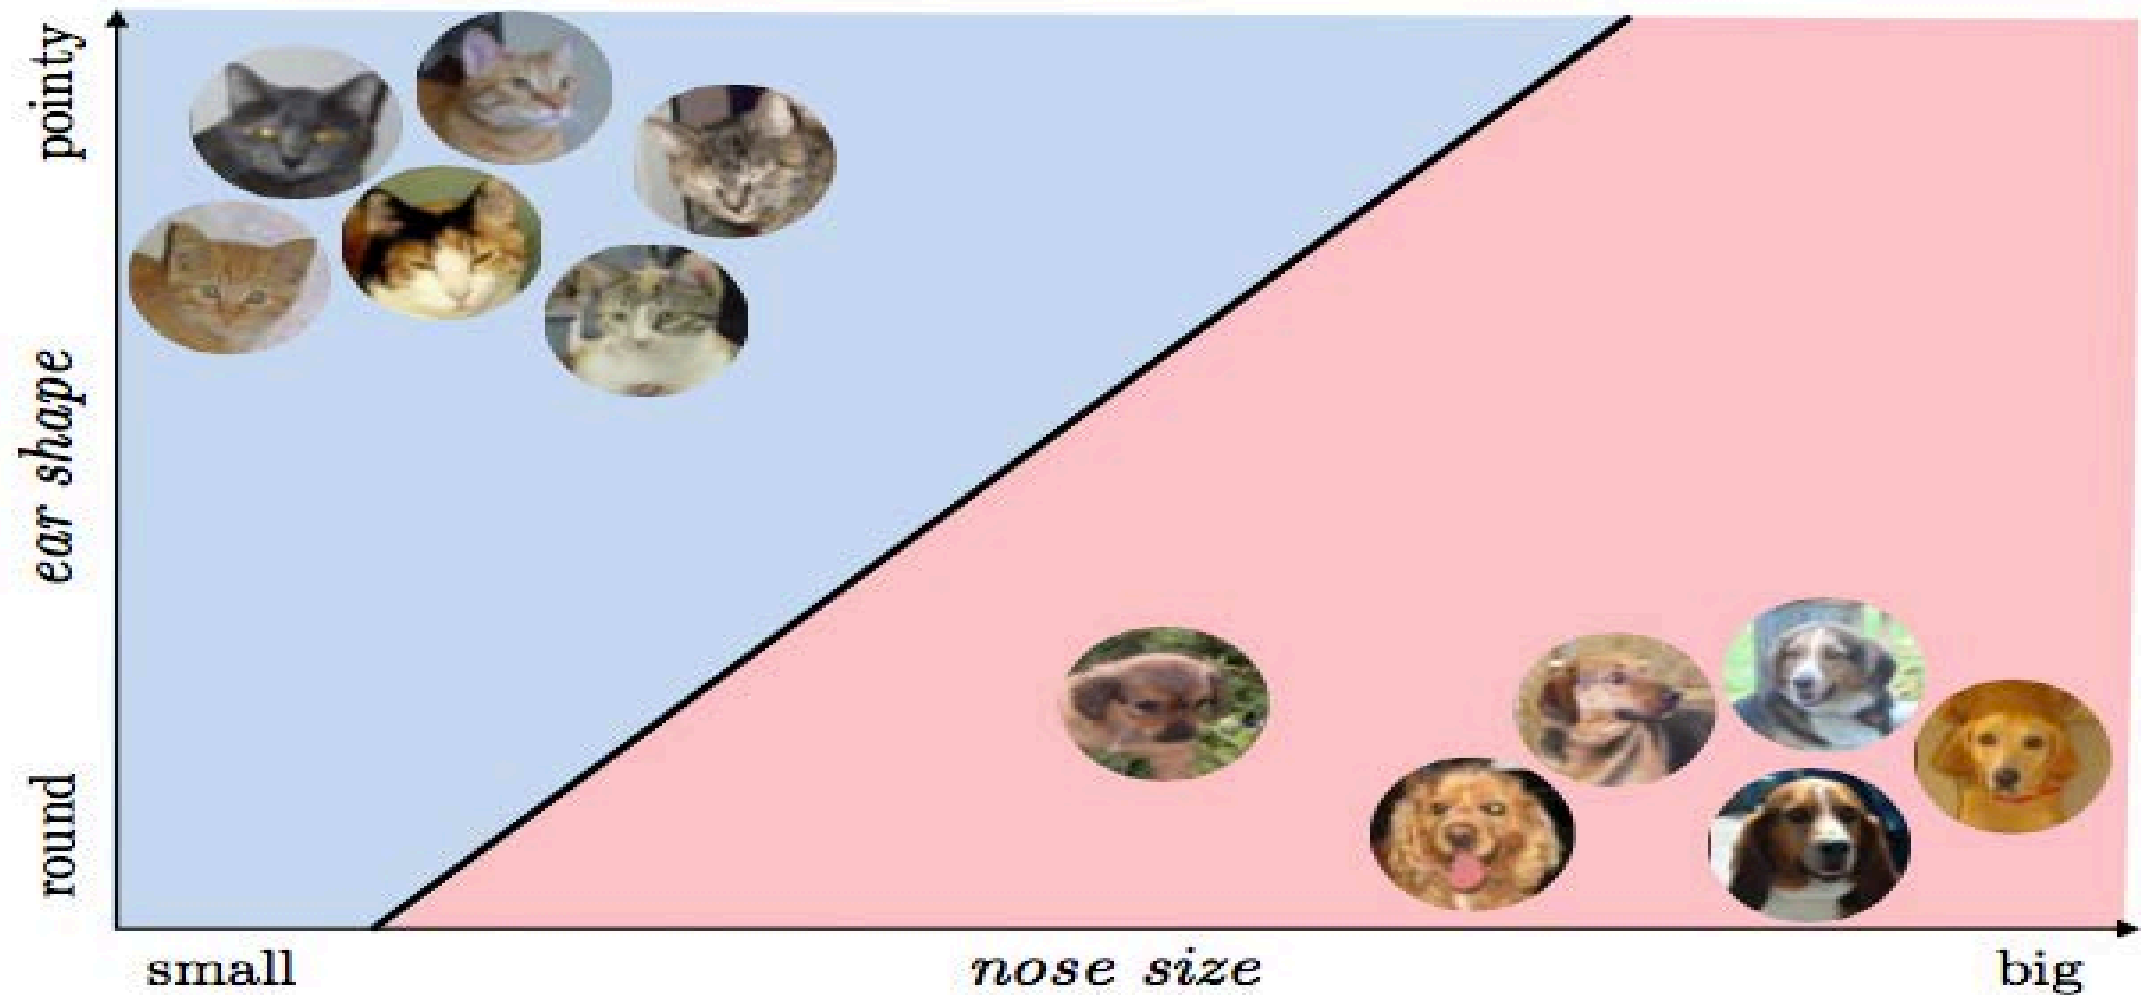 pointy
ear shape
round
small
nose size
big